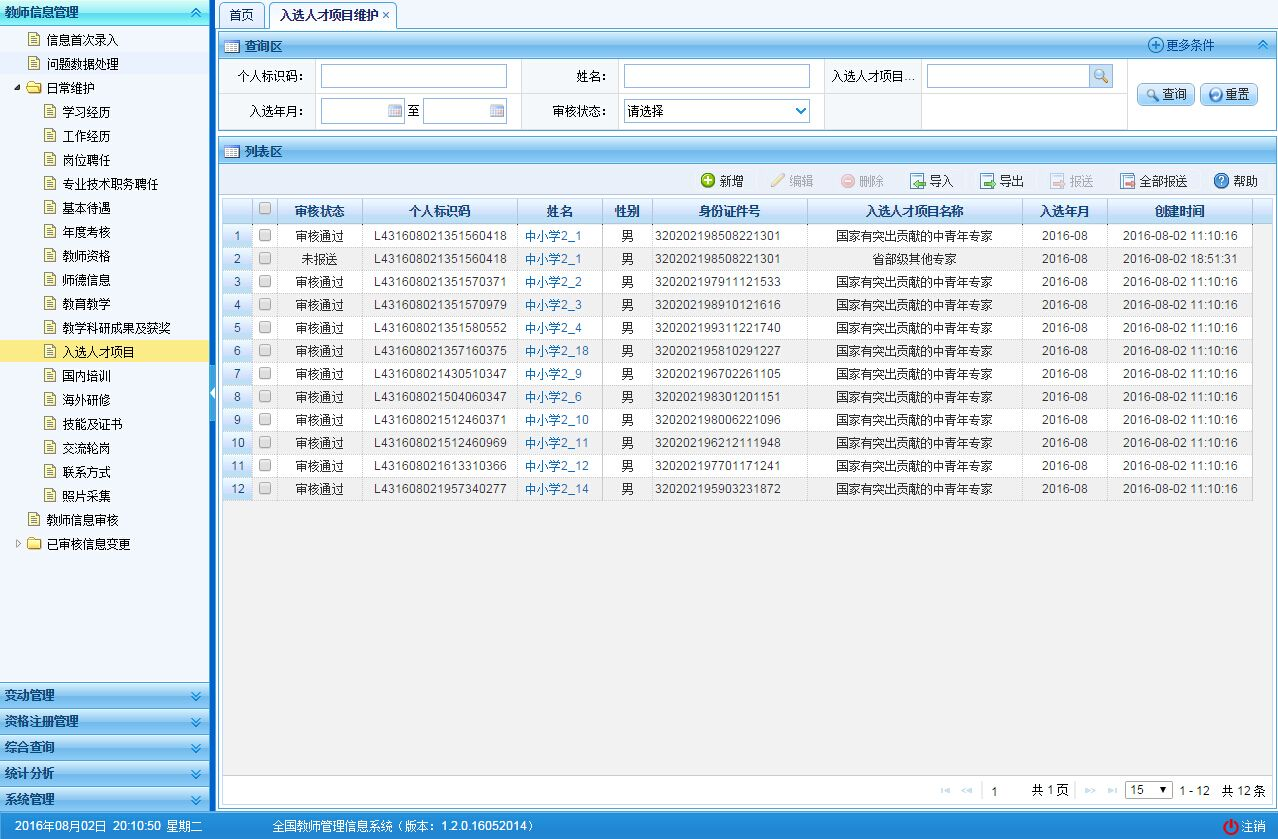 教师信息管理
信息首次录入
问题数据处理
日常维护
学习经历
工作经历
岗位聘任
专业技术职务聘任
基本待遇
年度考核
教师资格
师德信息
教育教学
教学科研成果及获奖
入选人才项目
国内培训
海外研修
技能及证书
交流轮岗
联系方式
照片采集
教师信息审核
已审核信息变更
变动管理
资格注册管理
综合查询
统计分析
系统管理
首页 入选人才项目维护 ×
查询区 更多条件
个人标识码: 姓名: 入选人才项目... 查询 重置
入选年月: 至 审核状态: 请选择
列表区
新增 编辑 删除 导入 导出 报送 全部报送 帮助
审核状态 个人标识码 姓名 性别 身份证件号 入选人才项目名称 入选年月 创建时间
1 审核通过 L431608021351560418 中小学2_1 男 320202198508221301 国家有突出贡献的中青年专家 2016-08 2016-08-02 11:10:16
2 未报送 L431608021351560418 中小学2_1 男 320202198508221301 省部级其他专家 2016-08 2016-08-02 18:51:31
3 审核通过 L431608021351570371 中小学2_2 男 320202197911121533 国家有突出贡献的中青年专家 2016-08 2016-08-02 11:10:16
4 审核通过 L431608021351570979 中小学2_3 男 320202198910121616 国家有突出贡献的中青年专家 2016-08 2016-08-02 11:10:16
5 审核通过 L431608021351580552 中小学2_4 男 320202199311221740 国家有突出贡献的中青年专家 2016-08 2016-08-02 11:10:16
6 审核通过 L431608021357160375 中小学2_18 男 320202195810291227 国家有突出贡献的中青年专家 2016-08 2016-08-02 11:10:16
7 审核通过 L431608021430510347 中小学2_9 男 320202196702261105 国家有突出贡献的中青年专家 2016-08 2016-08-02 11:10:16
8 审核通过 L431608021504060347 中小学2_6 男 320202198301201151 国家有突出贡献的中青年专家 2016-08 2016-08-02 11:10:16
9 审核通过 L431608021512460371 中小学2_10 男 320202198006221096 国家有突出贡献的中青年专家 2016-08 2016-08-02 11:10:16
10 审核通过 L431608021512460969 中小学2_11 男 320202196212111948 国家有突出贡献的中青年专家 2016-08 2016-08-02 11:10:16
11 审核通过 L431608021613310366 中小学2_12 男 320202197701171241 国家有突出贡献的中青年专家 2016-08 2016-08-02 11:10:16
12 审核通过 L431608021957340277 中小学2_14 男 320202195903231872 国家有突出贡献的中青年专家 2016-08 2016-08-02 11:10:16
1 共 1 页 15 1 - 12 共 12 条
2016年08月02日 20:10:50 星期二 全国教师管理信息系统（版本：1.2.0.16052014） 注销